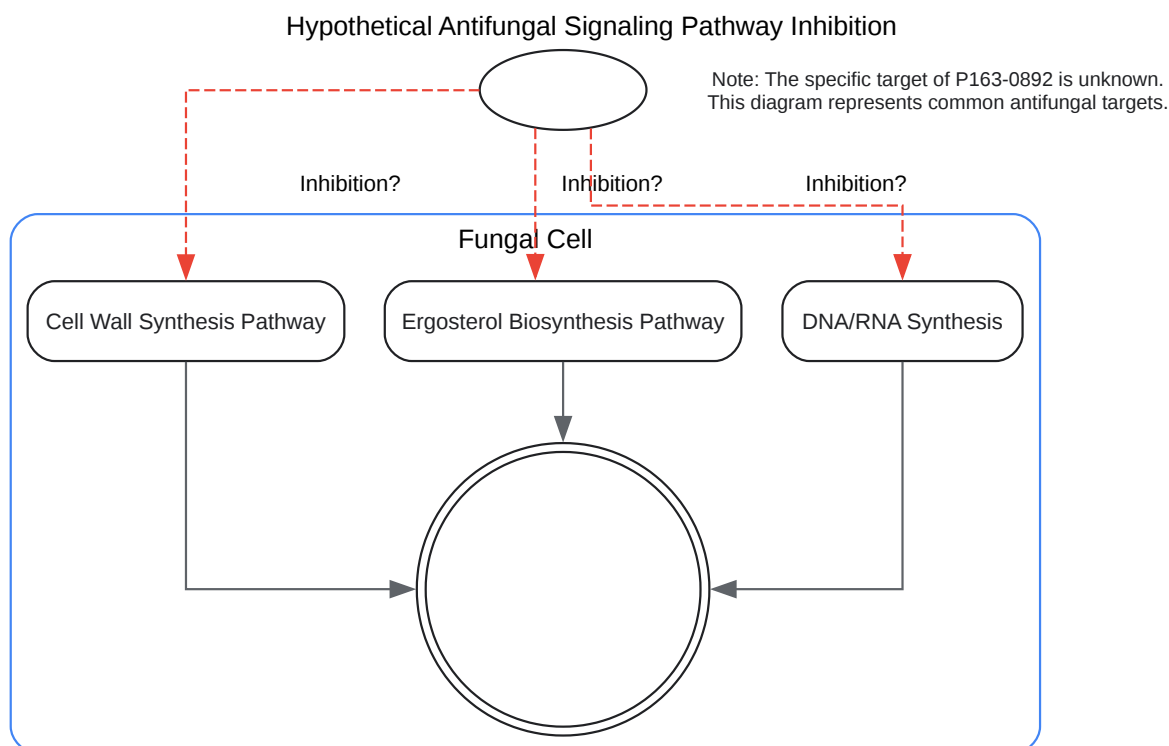 Hypothetical Antifungal Signaling Pathway Inhibition
Note: The specific target of P163-0892 is unknown.
This diagram represents common antifungal targets.
Inhibition?
Inhibition?
Inhibition?
Fungal Cell
Cell Wall Synthesis Pathway
Ergosterol Biosynthesis Pathway
DNA/RNA Synthesis